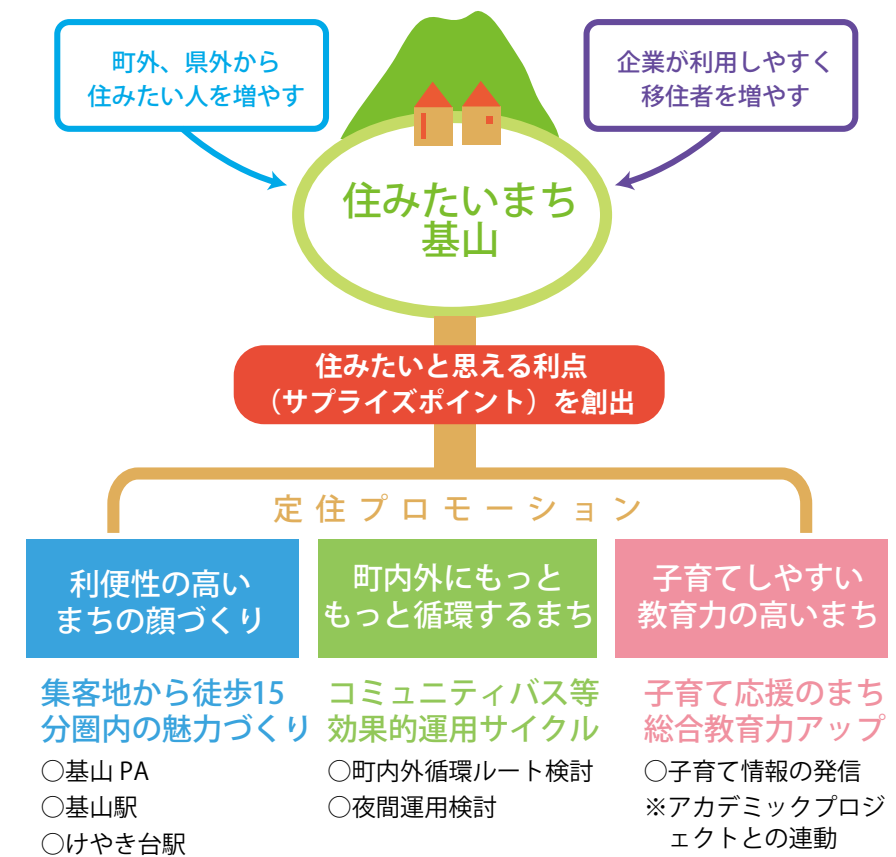 町外、県外から
住みたい人を増やす
企業が利用しやすく
移住者を増やす
住みたいまち
基山
住みたいと思える利点
（サプライズポイント）を創出
定住プロモーション
利便性の高い
まちの顔づくり
集客地から徒歩15
分圏内の魅力づくり
○基山 PA
○基山駅
○けやき台駅
町内外にもっと
もっと循環するまち
コミュニティバス等
効果的運用サイクル
○町内外循環ルート検討
○夜間運用検討
子育てしやすい
教育力の高いまち
子育て応援のまち
総合教育力アップ
○子育て情報の発信
※アカデミックプロジ
ェクトとの連動